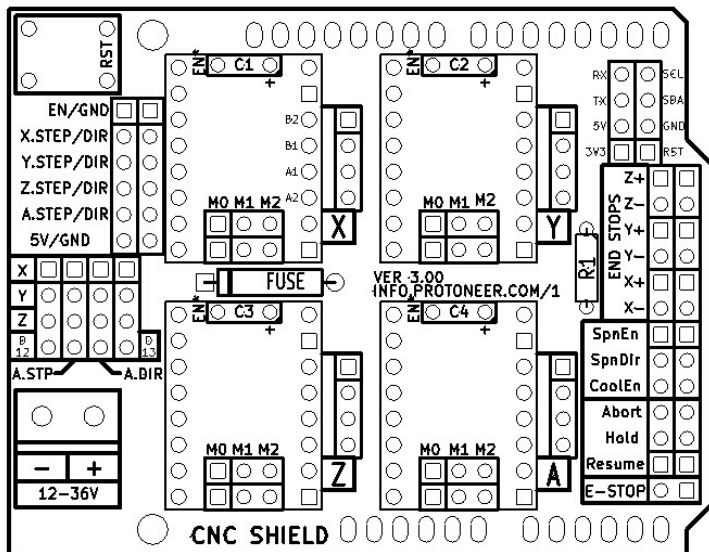 RST
EN*
C1
+
EN*
C2
+
RX
SCL
TX
SDA
5V
GND
3V3
RST
EN/GND
X.STEP/DIR
Y.STEP/DIR
Z.STEP/DIR
A.STEP/DIR
5V/GND
B2
B1
A1
A2
M0 M1 M2
X
M0 M1 M2
Y
R1
END STOPS
Z+
Z-
Y+
Y-
X+
X-
X
Y
Z
D
12
D
13
A.STP
A.DIR
FUSE
VER 3.00
INFO.PROTONEER.COM/1
EN*
C3
+
EN*
C4
+
SpnEn
SpnDir
CoolEn
Abort
Hold
Resume
E-STOP
- +
12-36V
M0 M1 M2
Z
M0 M1 M2
A
CNC SHIELD